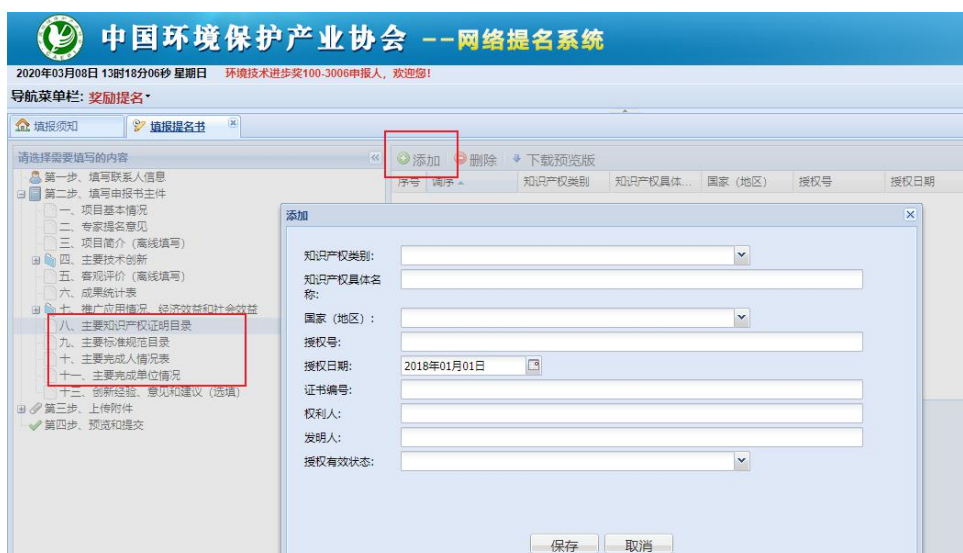 中国环境保护产业协会 --网络提名系统
2020年03月08日 13时18分06秒 星期日 环境技术进步奖100-3006申报人，欢迎您!
导航菜单栏: 奖励提名
填报须知 填报提名书
请选择需要填写的内容
第一步、填写联系人信息
第二步、填写申报书主件
一、项目基本情况
二、专家提名意见
三、项目简介（离线填写）
四、主要技术创新
五、客观评价（离线填写）
六、成果统计表
七、推广应用情况、经济效益和社会效益
八、主要知识产权证明目录
九、主要标准规范目录
十、主要完成人情况表
十一、主要完成单位情况
十三、创新经验、意见和建议（选填）
第三步、上传附件
第四步、预览和提交
添加 删除 下载预览版
序号 调序 知识产权类别 知识产权具体... 国家（地区） 授权号 授权日期
添加
知识产权类别:
知识产权具体名
称:
国家（地区）:
授权号:
授权日期: 2018年01月01日
证书编号:
权利人:
发明人:
授权有效状态:
保存 取消